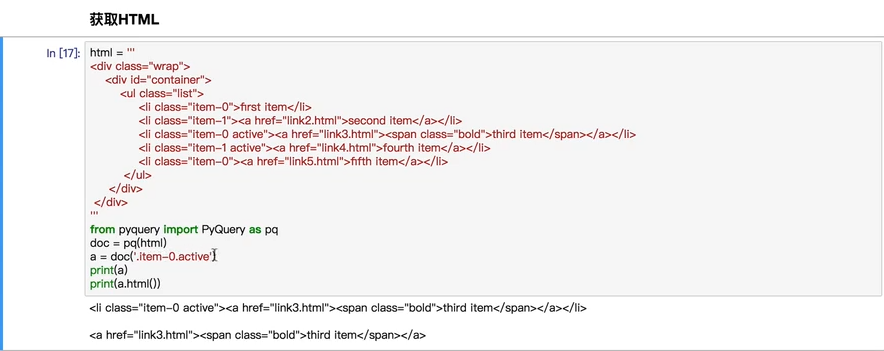 获取HTML
In [17]:
html = '''
<div class="wrap">
<div id="container">
<ul class="list">
<li class="item-0">first item</li>
<li class="item-1"><a href="link2.html">second item</a></li>
<li class="item-0 active"><a href="link3.html"><span class="bold">third item</span></a></li>
<li class="item-1 active"><a href="link4.html">fourth item</a></li>
<li class="item-0"><a href="link5.html">fifth item</a></li>
</ul>
</div>
</div>
'''
from pyquery import PyQuery as pq
doc = pq(html)
a = doc('.item-0.active')
print(a)
print(a.html())
<li class="item-0 active"><a href="link3.html"><span class="bold">third item</span></a></li>
<a href="link3.html"><span class="bold">third item</span></a>